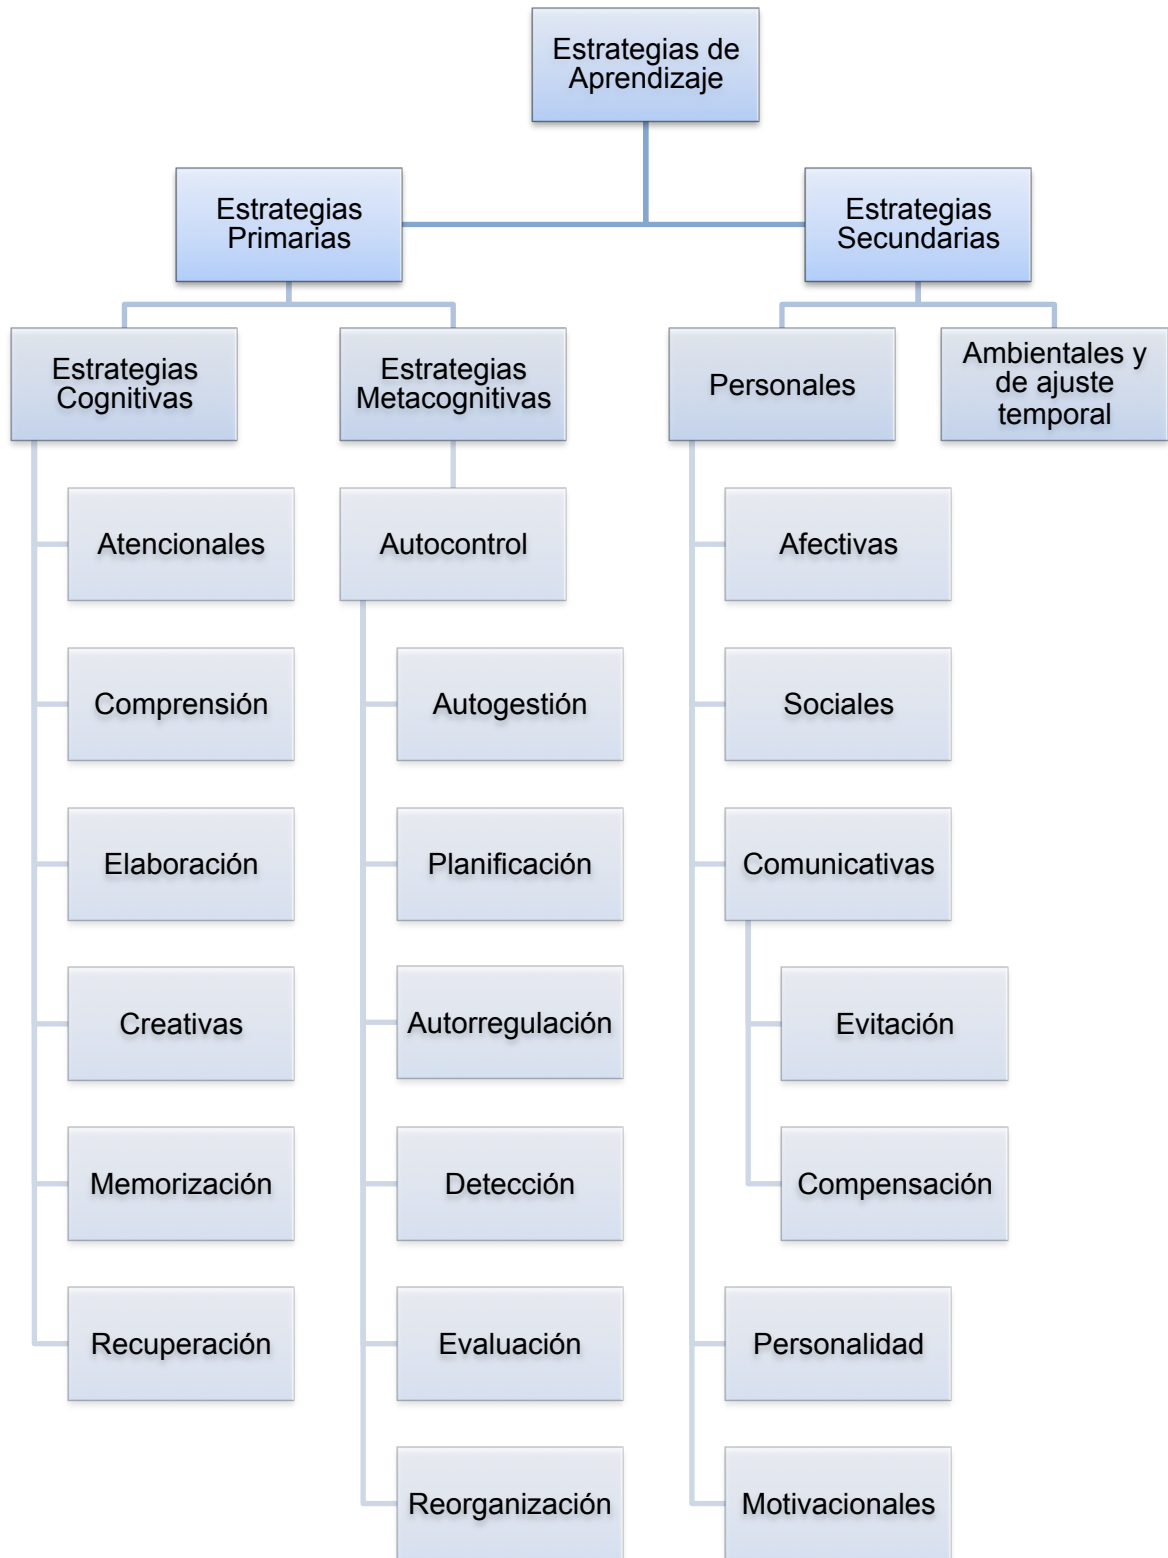 Estrategias de
Aprendizaje
Estrategias
Primarias
Estrategias
Secundarias
Estrategias
Cognitivas
Estrategias
Metacognitivas
Personales
Ambientales y
de ajuste
temporal
Atencionales
Autocontrol
Afectivas
Comprensión
Autogestión
Sociales
Elaboración
Planificación
Comunicativas
Creativas
Autorregulación
Evitación
Memorización
Detección
Compensación
Recuperación
Evaluación
Personalidad
Reorganización
Motivacionales